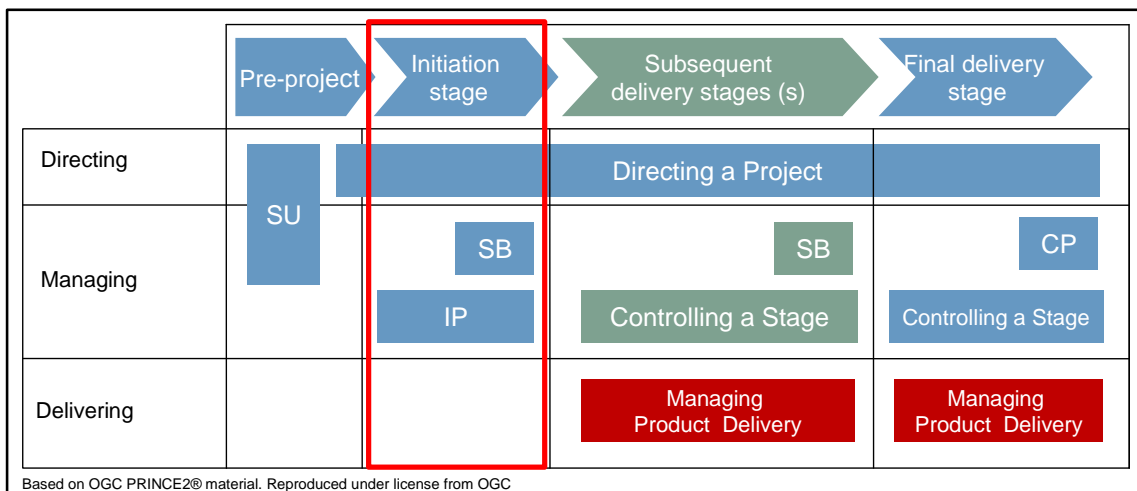 Pre-project
Initiation
stage
Subsequent
delivery stages (s)
Final delivery
stage
Directing
Directing a Project
SU
Managing
SB
SB
CP
IP
Controlling a Stage
Controlling a Stage
Delivering
Managing
Product Delivery
Managing
Product Delivery
Based on OGC PRINCE2® material. Reproduced under license from OGC